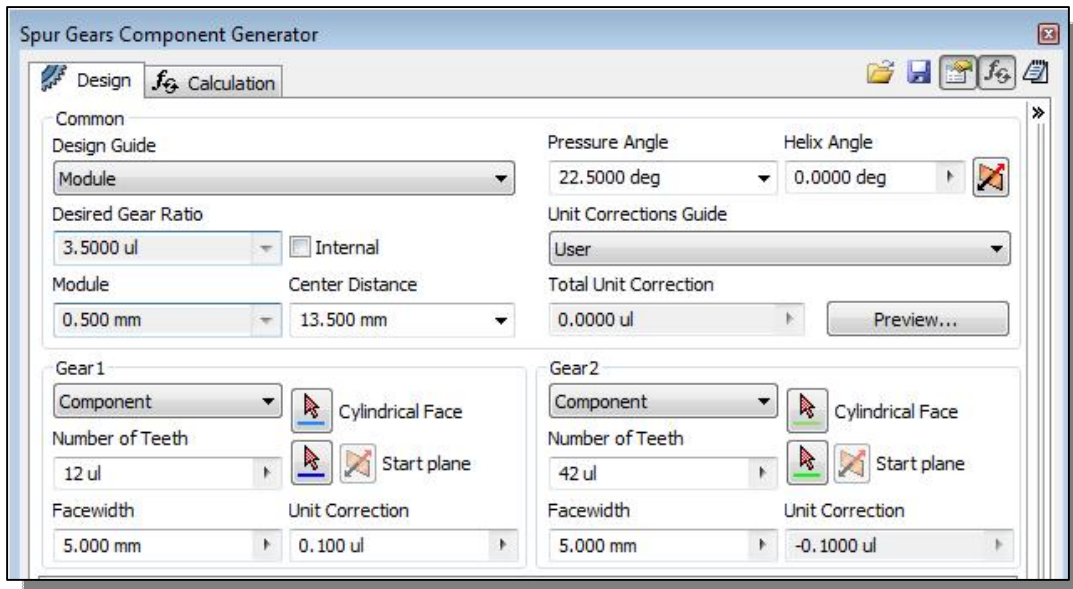 Spur Gears Component Generator
Design
fG Calculation
Common
Design Guide
Pressure Angle Helix Angle
Module
22.5000 deg 0.0000 deg
Desired Gear Ratio
Unit Corrections Guide
3.5000 ul Internal
User
Module Center Distance
Total Unit Correction
0.500 mm 13.500 mm
0.0000 ul Preview...
Gear1
Component
Cylindrical Face
Number of Teeth
12 ul
Start plane
Facewidth Unit Correction
5.000 mm 0.100 ul
Gear2
Component
Cylindrical Face
Number of Teeth
42 ul
Start plane
Facewidth Unit Correction
5.000 mm -0.1000 ul